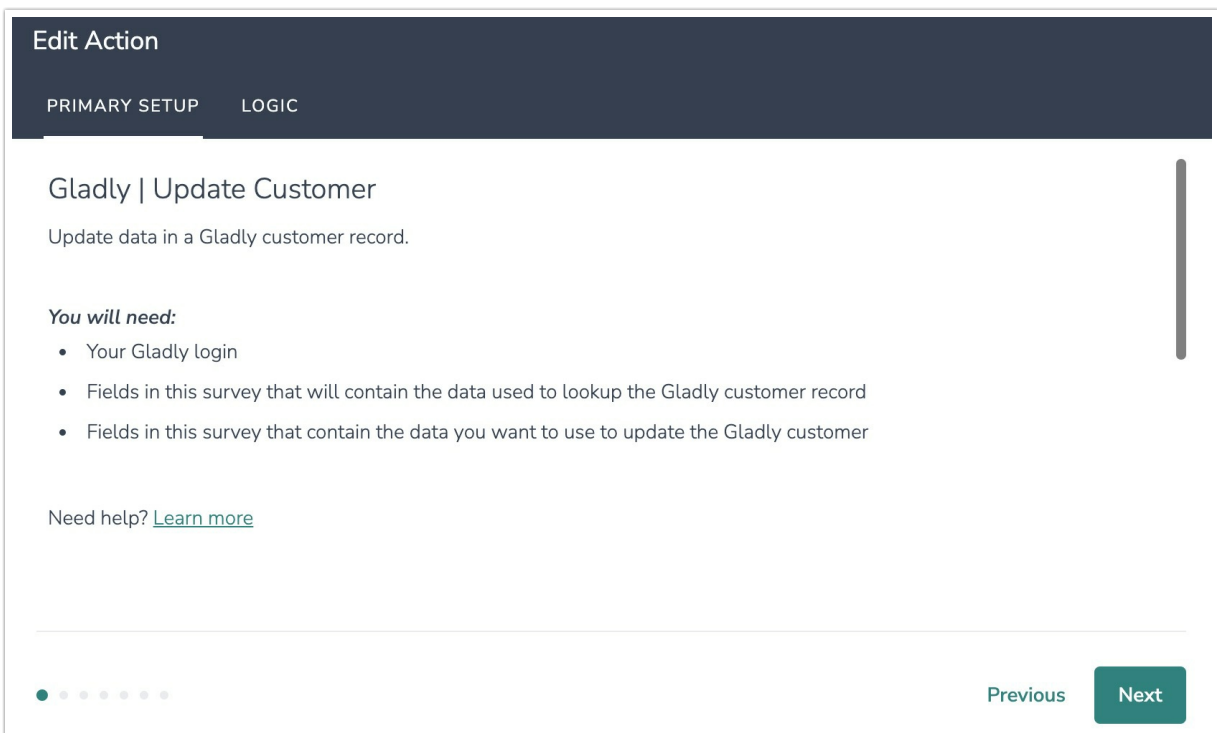 Edit Action
PRIMARY SETUP LOGIC
Gladly | Update Customer
Update data in a Gladly customer record.
You will need:
• Your Gladly login
• Fields in this survey that will contain the data used to lookup the Gladly customer record
• Fields in this survey that contain the data you want to use to update the Gladly customer
Need help? Learn more
Previous Next